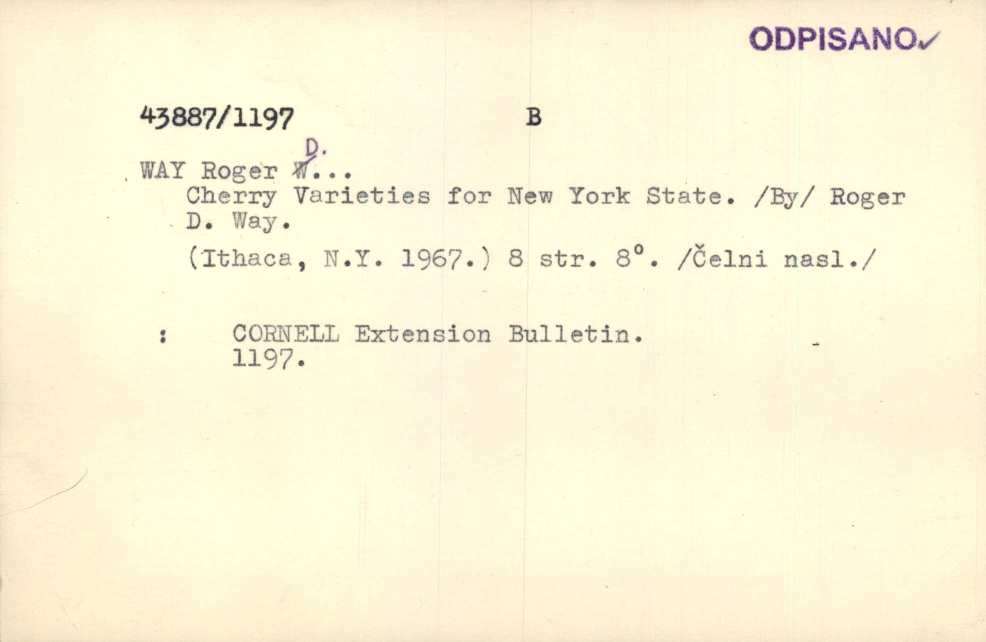 ODPISANO✓
43887/1197 B
D.
WAY Roger W...
Cherry Varieties for New York State. /By/ Roger
D. Way.
(Ithaca, N.Y. 1967.) 8 str. 8°. /Čelni nasl./
: CORNELL Extension Bulletin.
1197.